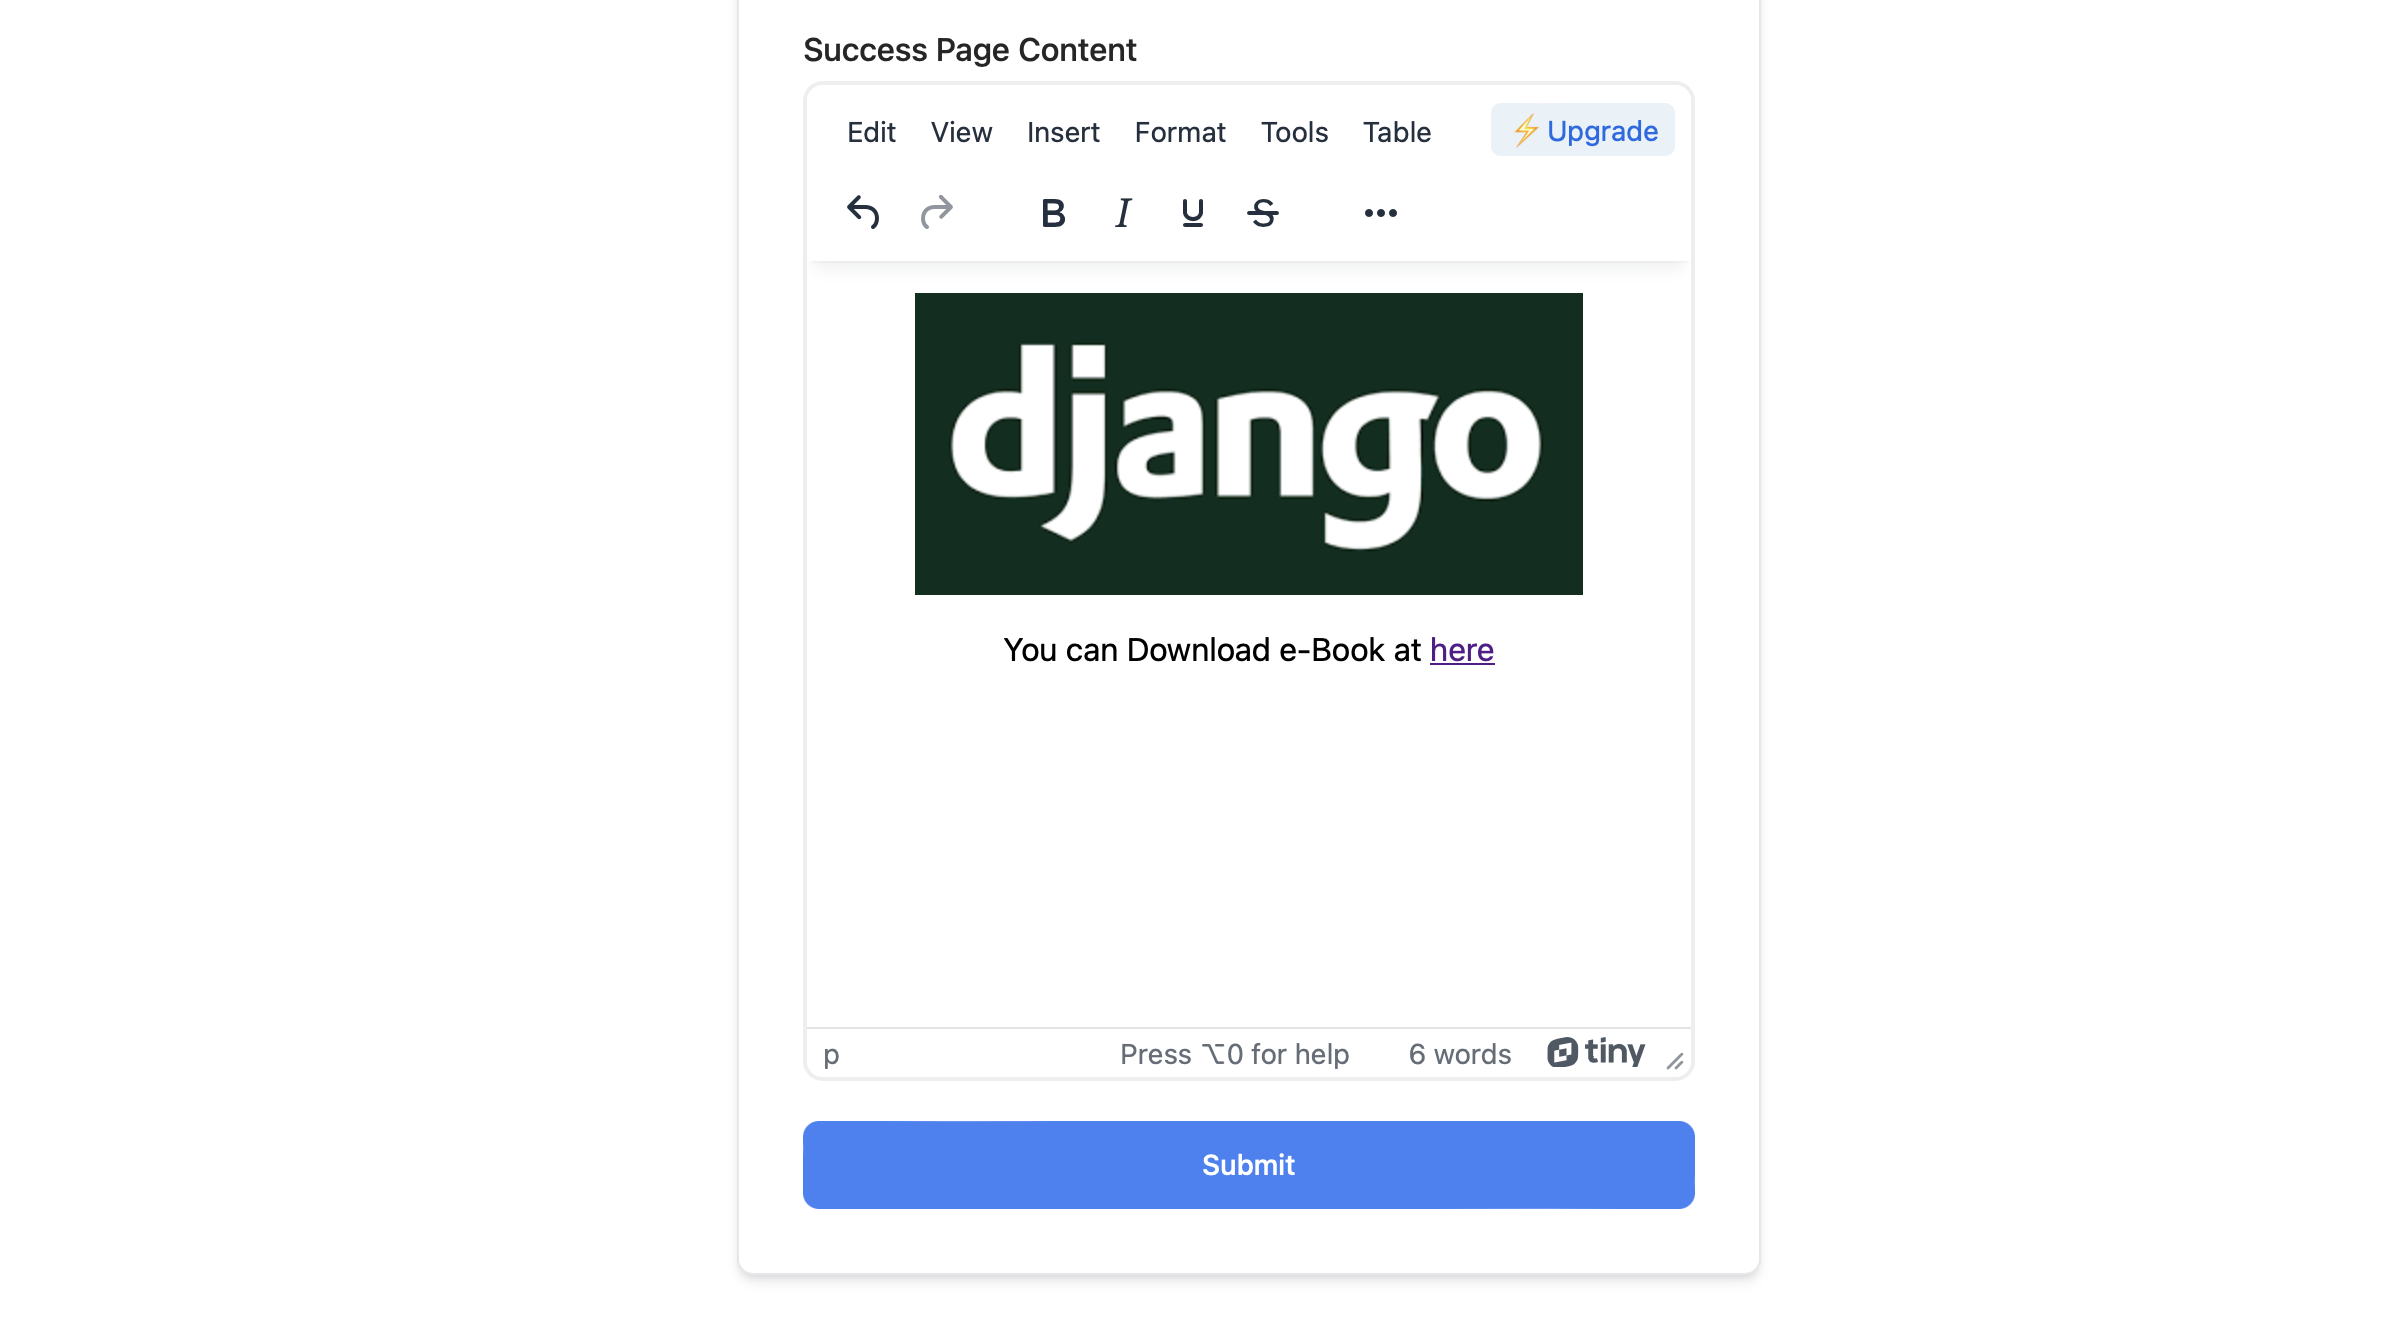 Success Page Content
Edit View Insert Format Tools Table ⚡ Upgrade
B I U S ...
django
You can Download e-Book at here
p Press ⌥0 for help 6 words tiny
Submit